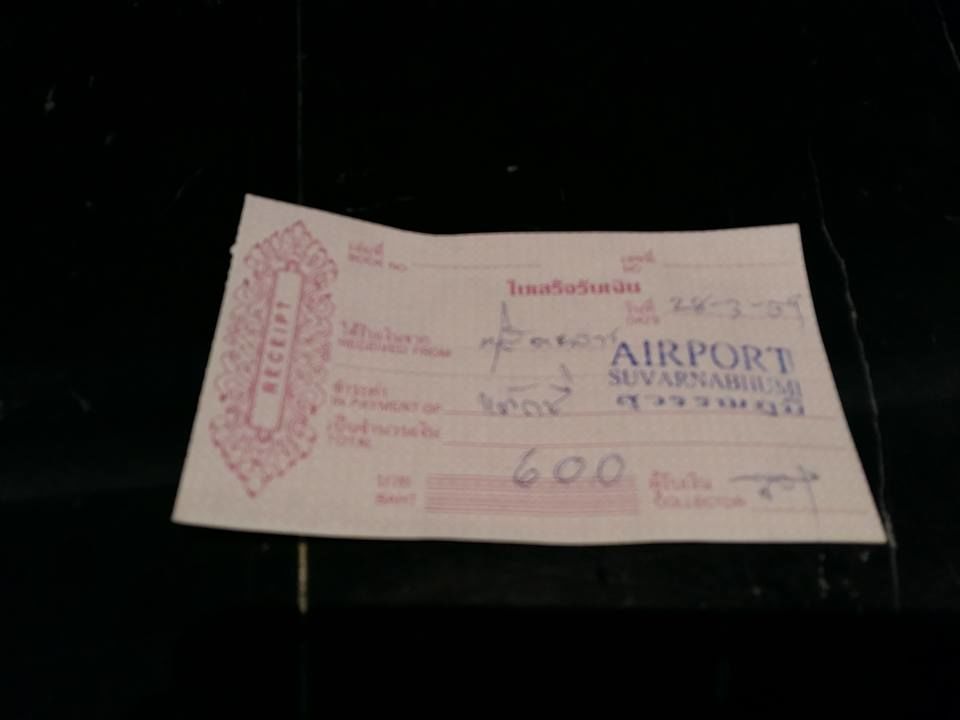 RECEIPT
เล่มที่ เลขที่
BOOK NO. NO.
ใบเสร็จรับเงิน
วันที่ 28-3-59
DATE
ได้รับเงินจาก
RECEIVED FROM
AIRPORT
SUVARNABHUMI
สุวรรณภูมิ
ชำระค่า
IN PAYMENT OF
เป็นจำนวนเงิน
TOTAL
บาท 600 ผู้รับเงิน
BAHT COLLECTOR